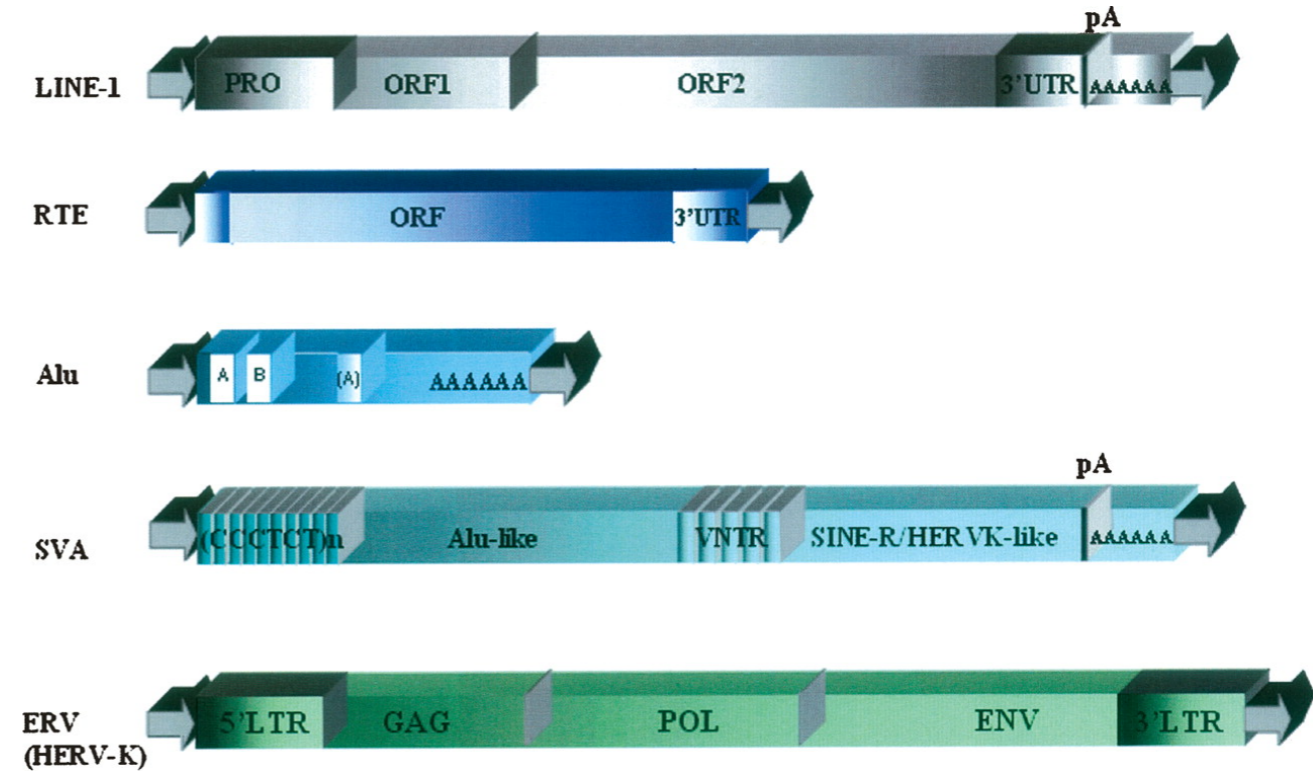 pA
LINE-1 PRO ORF1 ORF2 3'UTR AAAAAA
RTE ORF 3'UTR
Alu A B (A) AAAAAA
pA
SVA (CCCTCT)n Alu-like VNTR SINE-R/HERVK-like AAAAAA
ERV 5'LTR GAG POL ENV 3'LTR
(HERV-K)